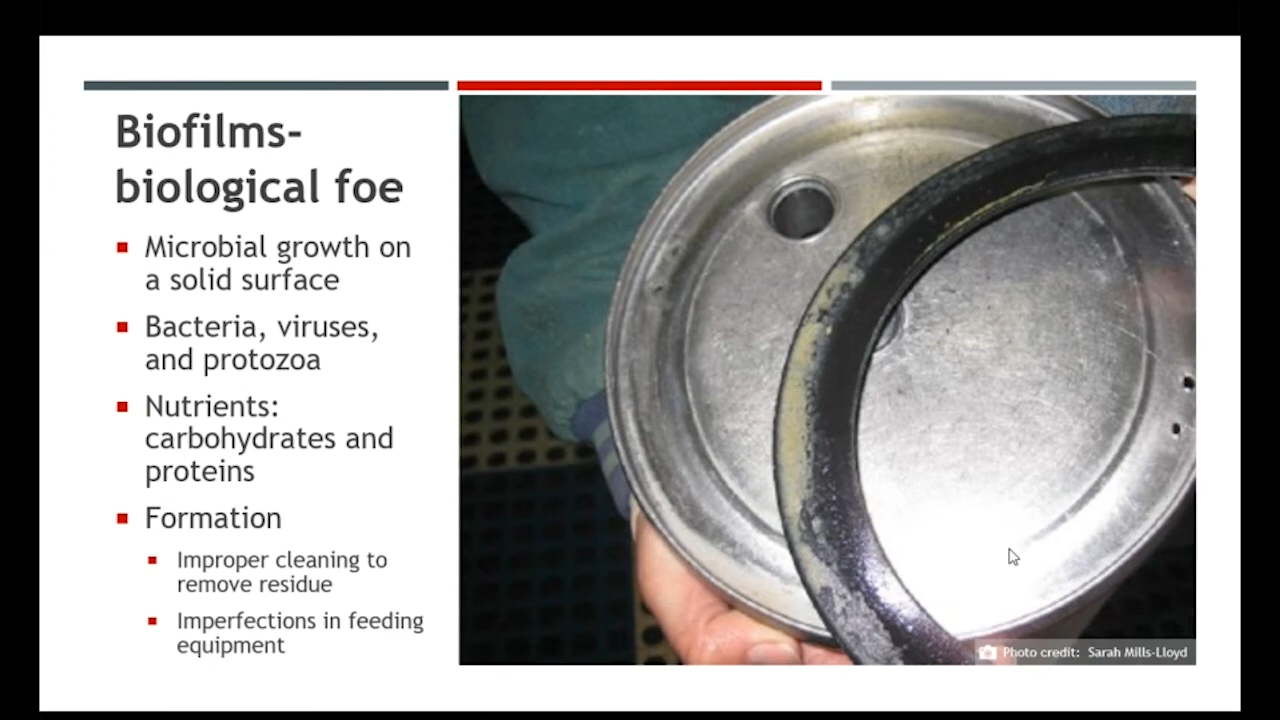 Biofilms-
biological foe
Microbial growth on
a solid surface
Bacteria, viruses,
and protozoa
Nutrients:
carbohydrates and
proteins
Formation
Improper cleaning to
remove residue
Imperfections in feeding
equipment
Photo credit: Sarah Mills-Lloyd